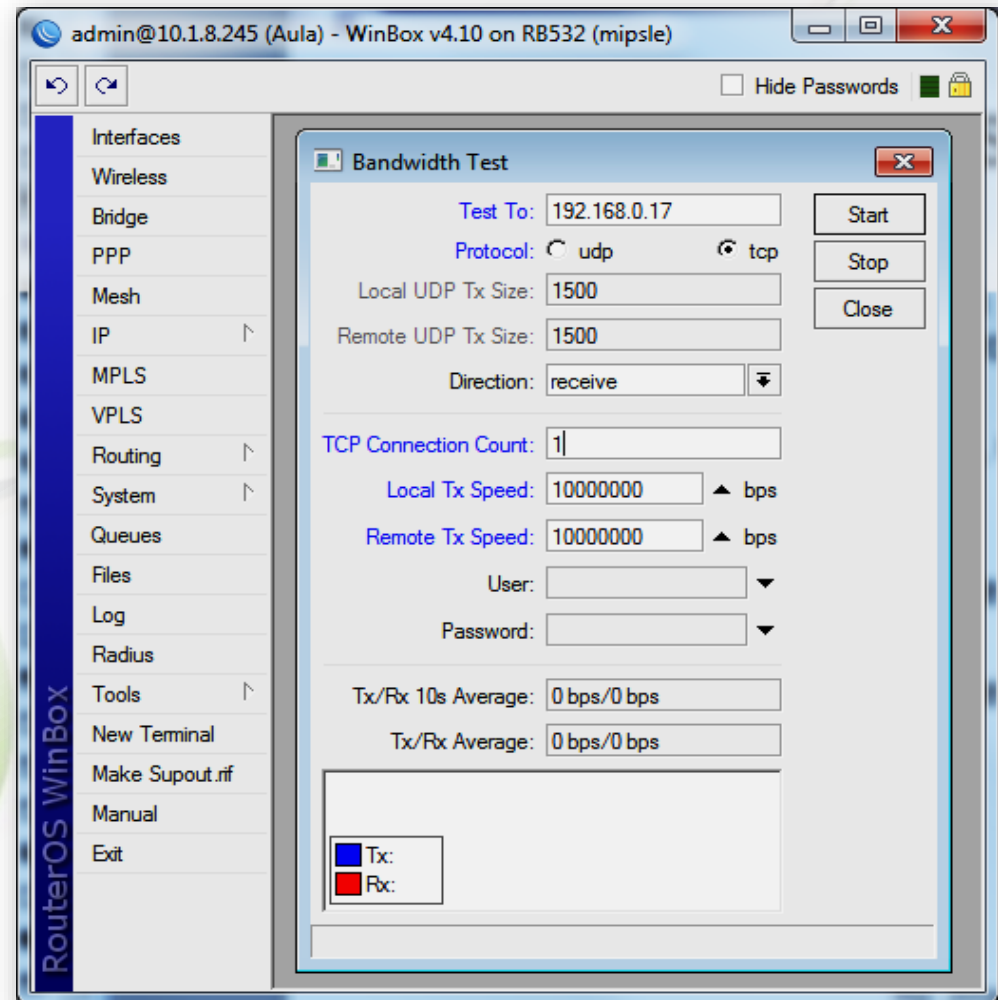 admin@10.1.8.245 (Aula) - WinBox v4.10 on RB532 (mipsle)
Hide Passwords
RouterOS WinBox
Interfaces
Wireless
Bridge
PPP
Mesh
IP
MPLS
VPLS
Routing
System
Queues
Files
Log
Radius
Tools
New Terminal
Make Supout.rif
Manual
Exit
Bandwidth Test
Test To: 192.168.0.17
Protocol: udp tcp
Local UDP Tx Size: 1500
Remote UDP Tx Size: 1500
Direction: receive
TCP Connection Count: 1
Local Tx Speed: 10000000 bps
Remote Tx Speed: 10000000 bps
User:
Password:
Tx/Rx 10s Average: 0 bps/0 bps
Tx/Rx Average: 0 bps/0 bps
Tx:
Rx:
Start
Stop
Close